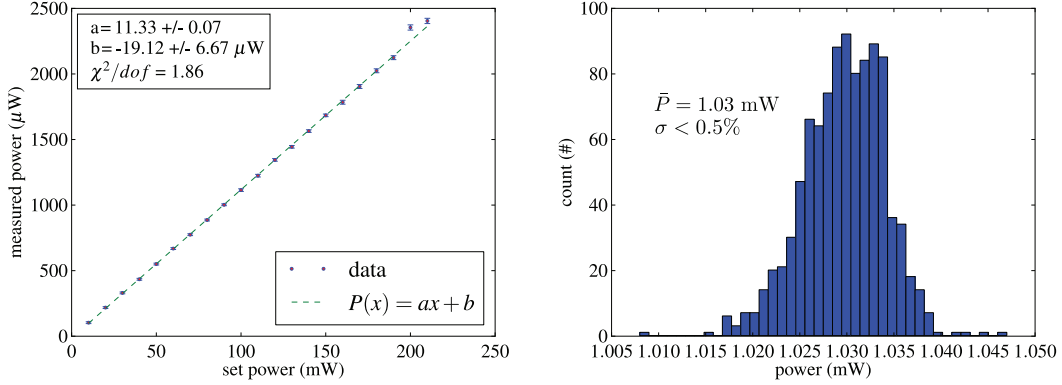 a= 11.33 +/- 0.07
b= -19.12 +/- 6.67 μW
χ²/dof = 1.86
measured power (μW)
2500
2000
1500
1000
500
0
data
P(x) = ax + b
0 50 100 150 200 250
set power (mW)
count (#)
100
80
60
40
20
0
P̄ = 1.03 mW
σ < 0.5%
1.005 1.010 1.015 1.020 1.025 1.030 1.035 1.040 1.045 1.050
power (mW)